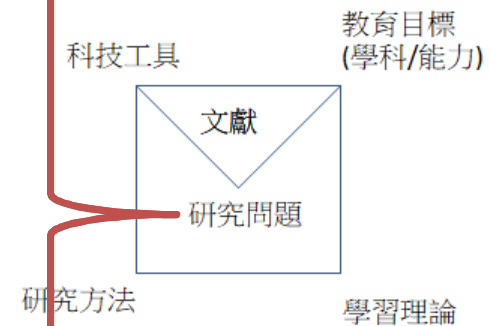 科技工具
教育目標
(學科/能力)
文獻
研究問題
研究方法
學習理論